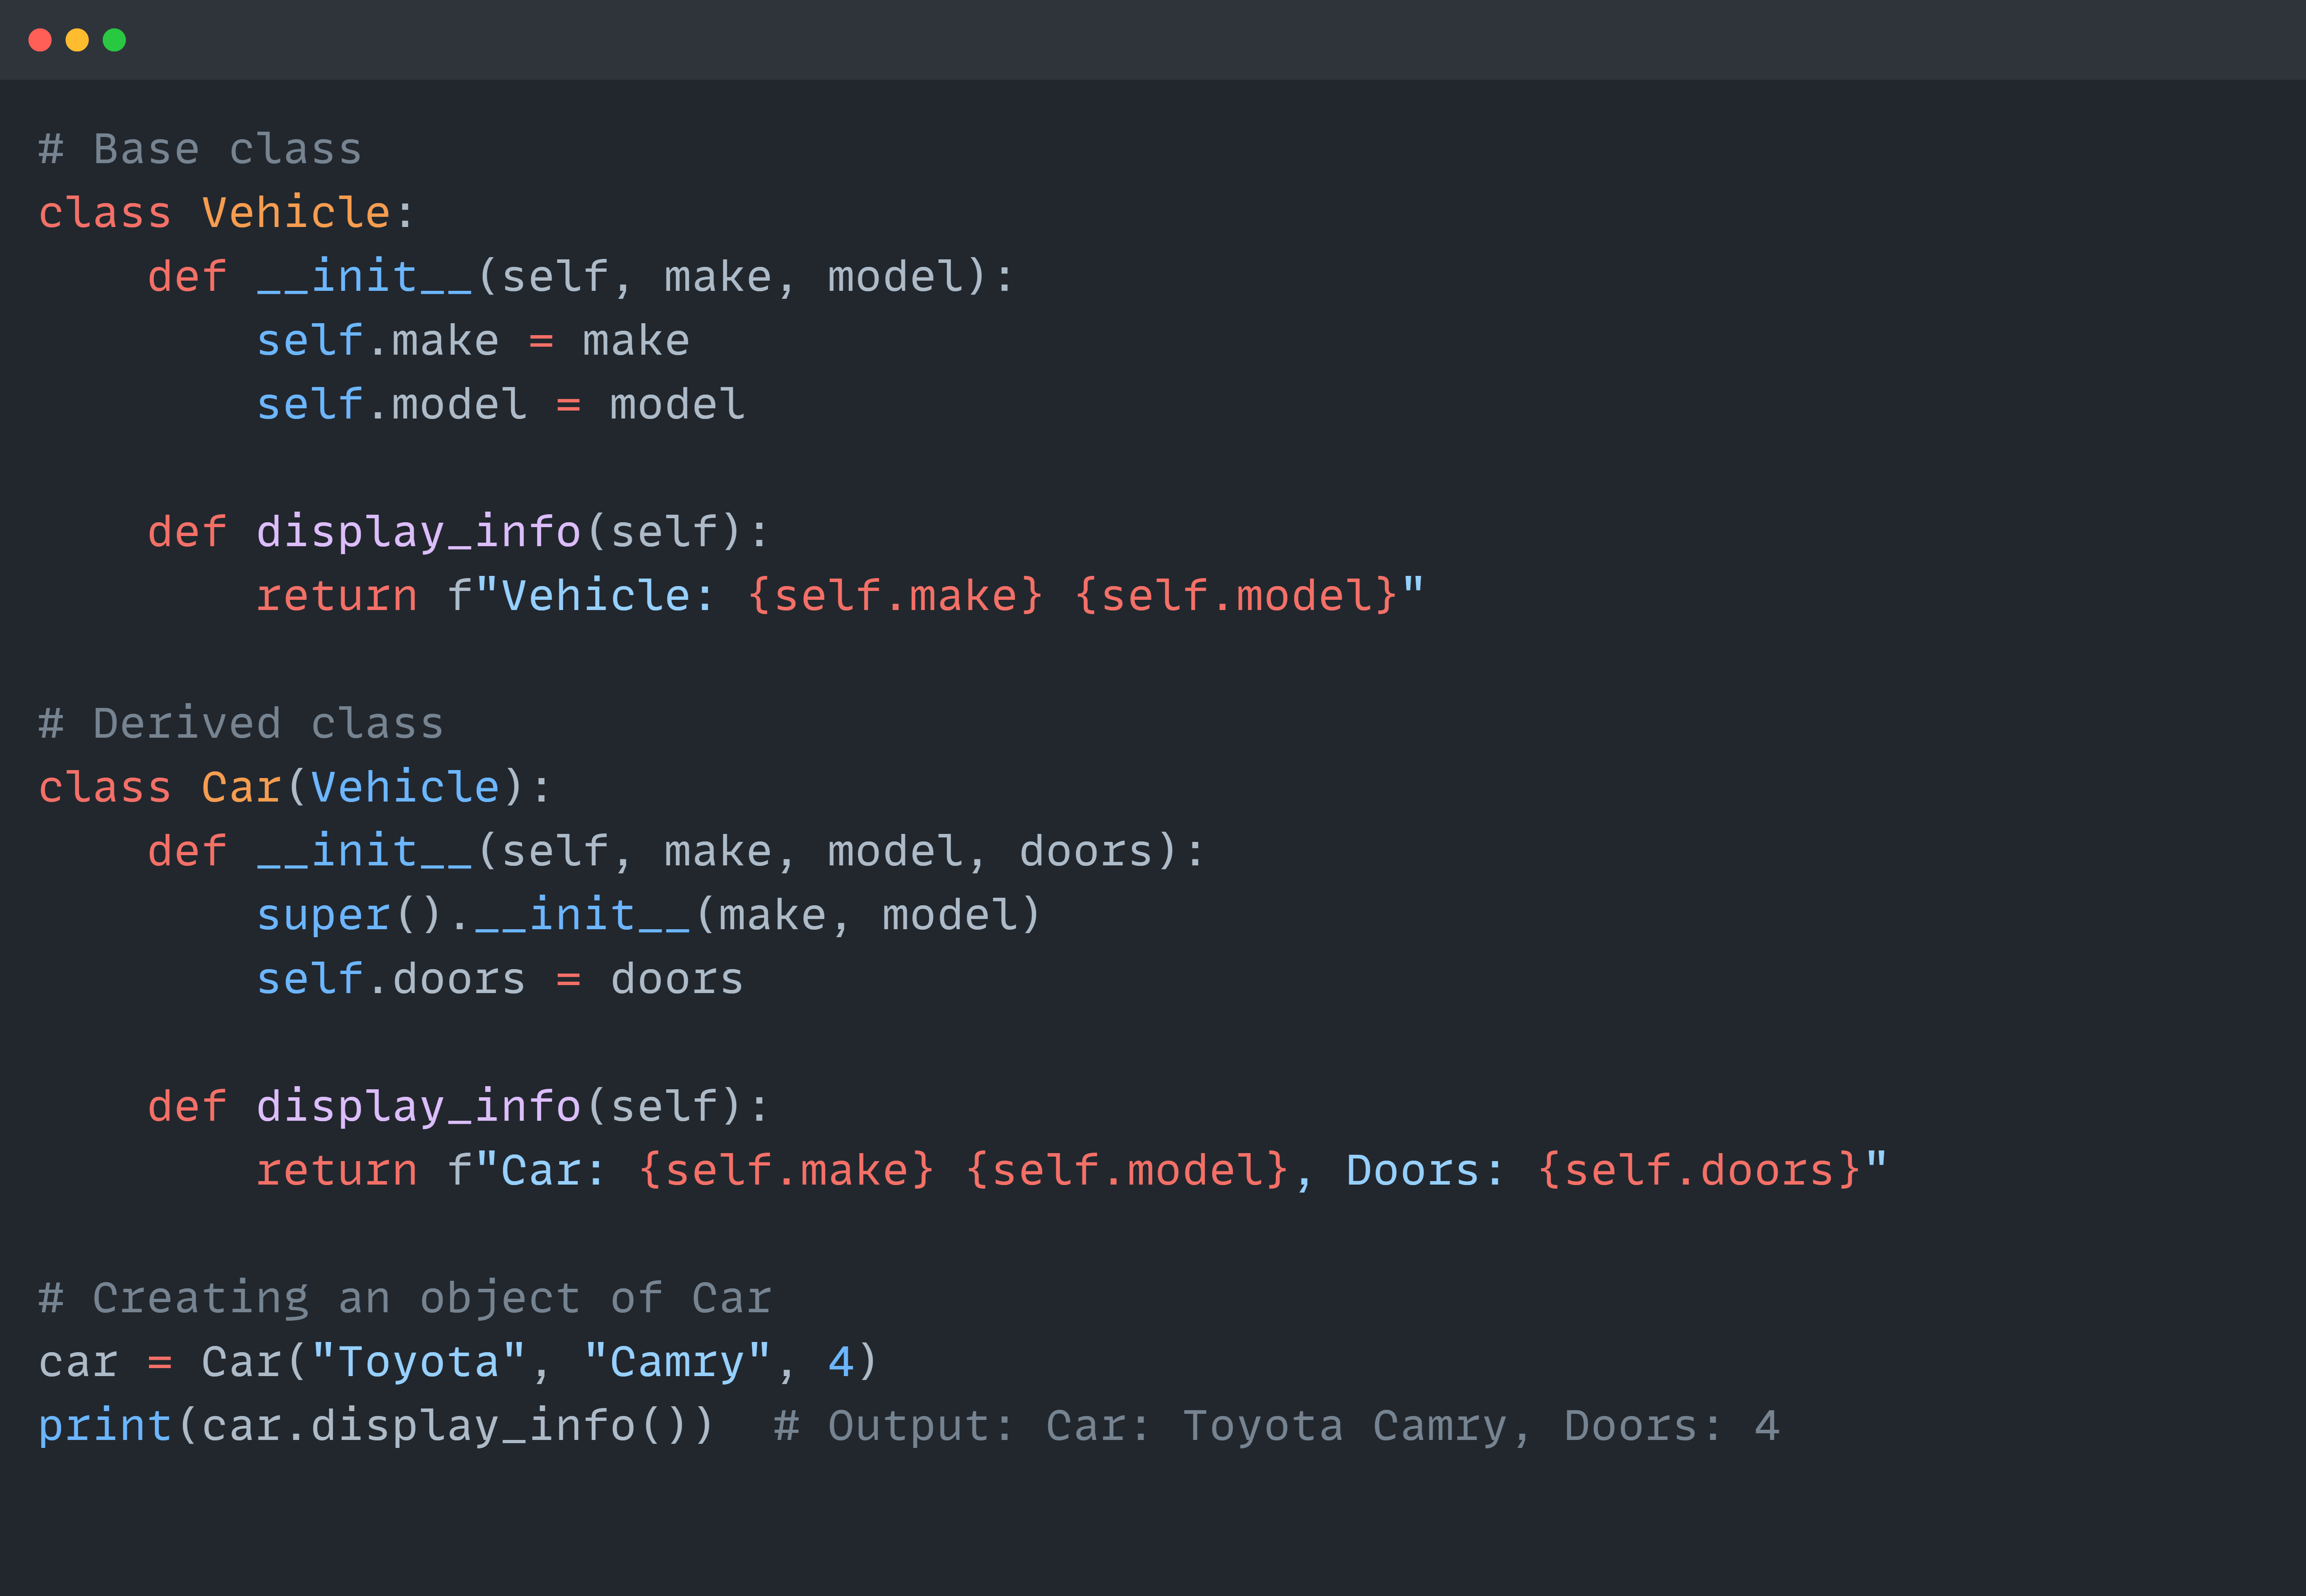 # Base class
class Vehicle:
    def __init__(self, make, model):
        self.make = make
        self.model = model
    def display_info(self):
        return f"Vehicle: {self.make} {self.model}"
# Derived class
class Car(Vehicle):
    def __init__(self, make, model, doors):
        super().__init__(make, model)
        self.doors = doors
    def display_info(self):
        return f"Car: {self.make} {self.model}, Doors: {self.doors}"
# Creating an object of Car
car = Car("Toyota", "Camry", 4)
print(car.display_info())  # Output: Car: Toyota Camry, Doors: 4